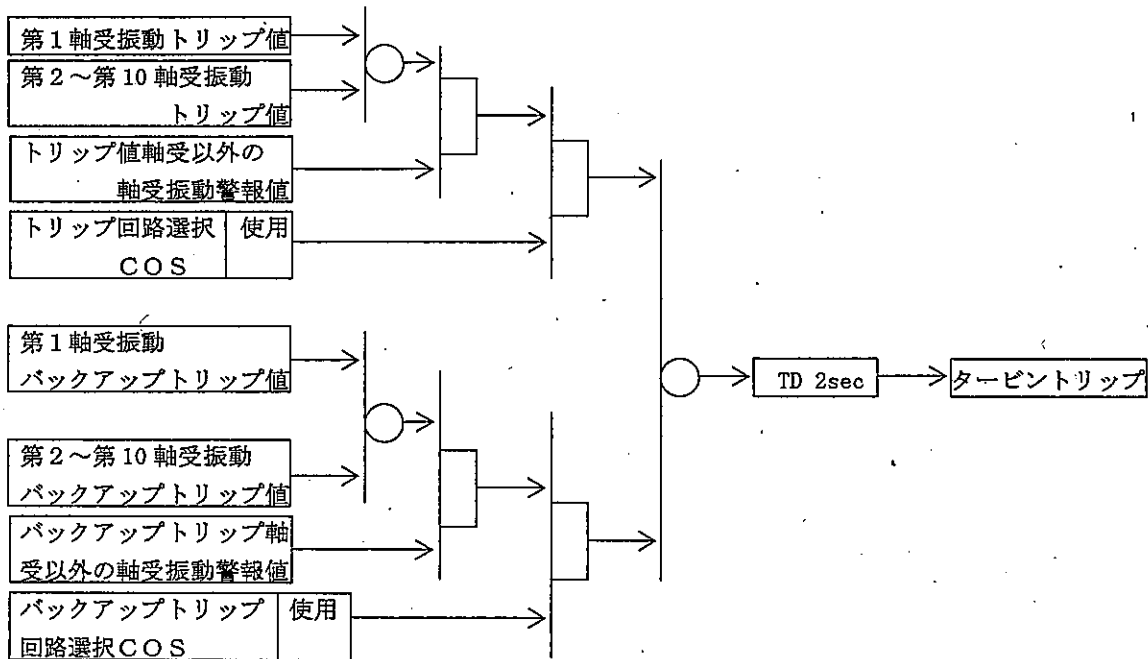 第1軸受振動トリップ値
第2~第10軸受振動
トリップ値
トリップ値軸受以外の
軸受振動警報値
トリップ回路選択 使用
COS
第1軸受振動
バックアップトリップ値
第2~第10軸受振動
バックアップトリップ値
バックアップトリップ軸
受以外の軸受振動警報値
バックアップトリップ 使用
回路選択COS
TD 2sec
タービントリップ